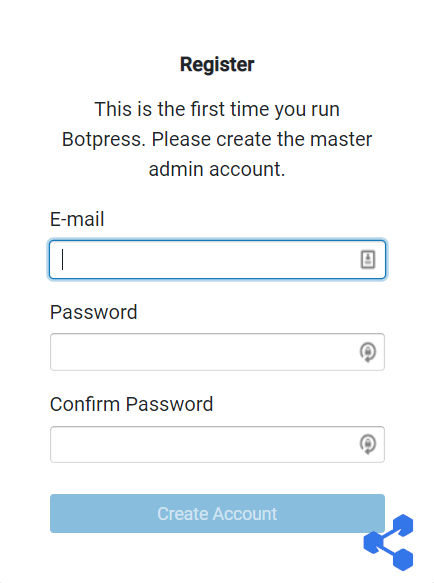 Register
This is the first time you run
Botpress. Please create the master
admin account.
E-mail
Password
Confirm Password
Create Account